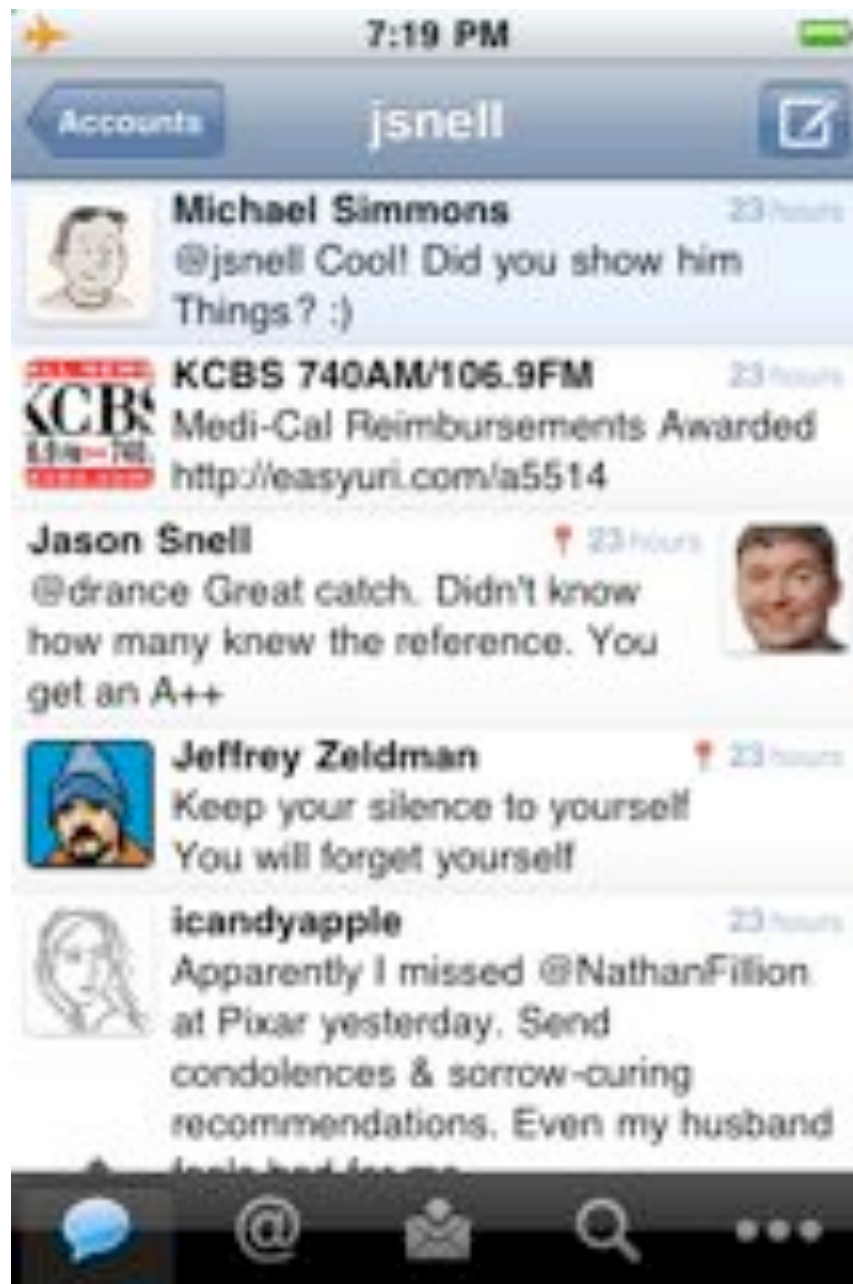 7:19 PM
Accounts
jsnell
Michael Simmons 23 hours
@jsnell Cool! Did you show him
Things? :)
KCBS 740AM/106.9FM 23 hours
Medi-Cal Reimbursements Awarded
http://easyuri.com/a5514
Jason Snell 23 hours
@drance Great catch. Didn't know
how many knew the reference. You
get an A++
Jeffrey Zeldman 23 hours
Keep your silence to yourself
You will forget yourself
icandyapple 23 hours
Apparently I missed @NathanFillion
at Pixar yesterday. Send
condolences & sorrow-curing
recommendations. Even my husband